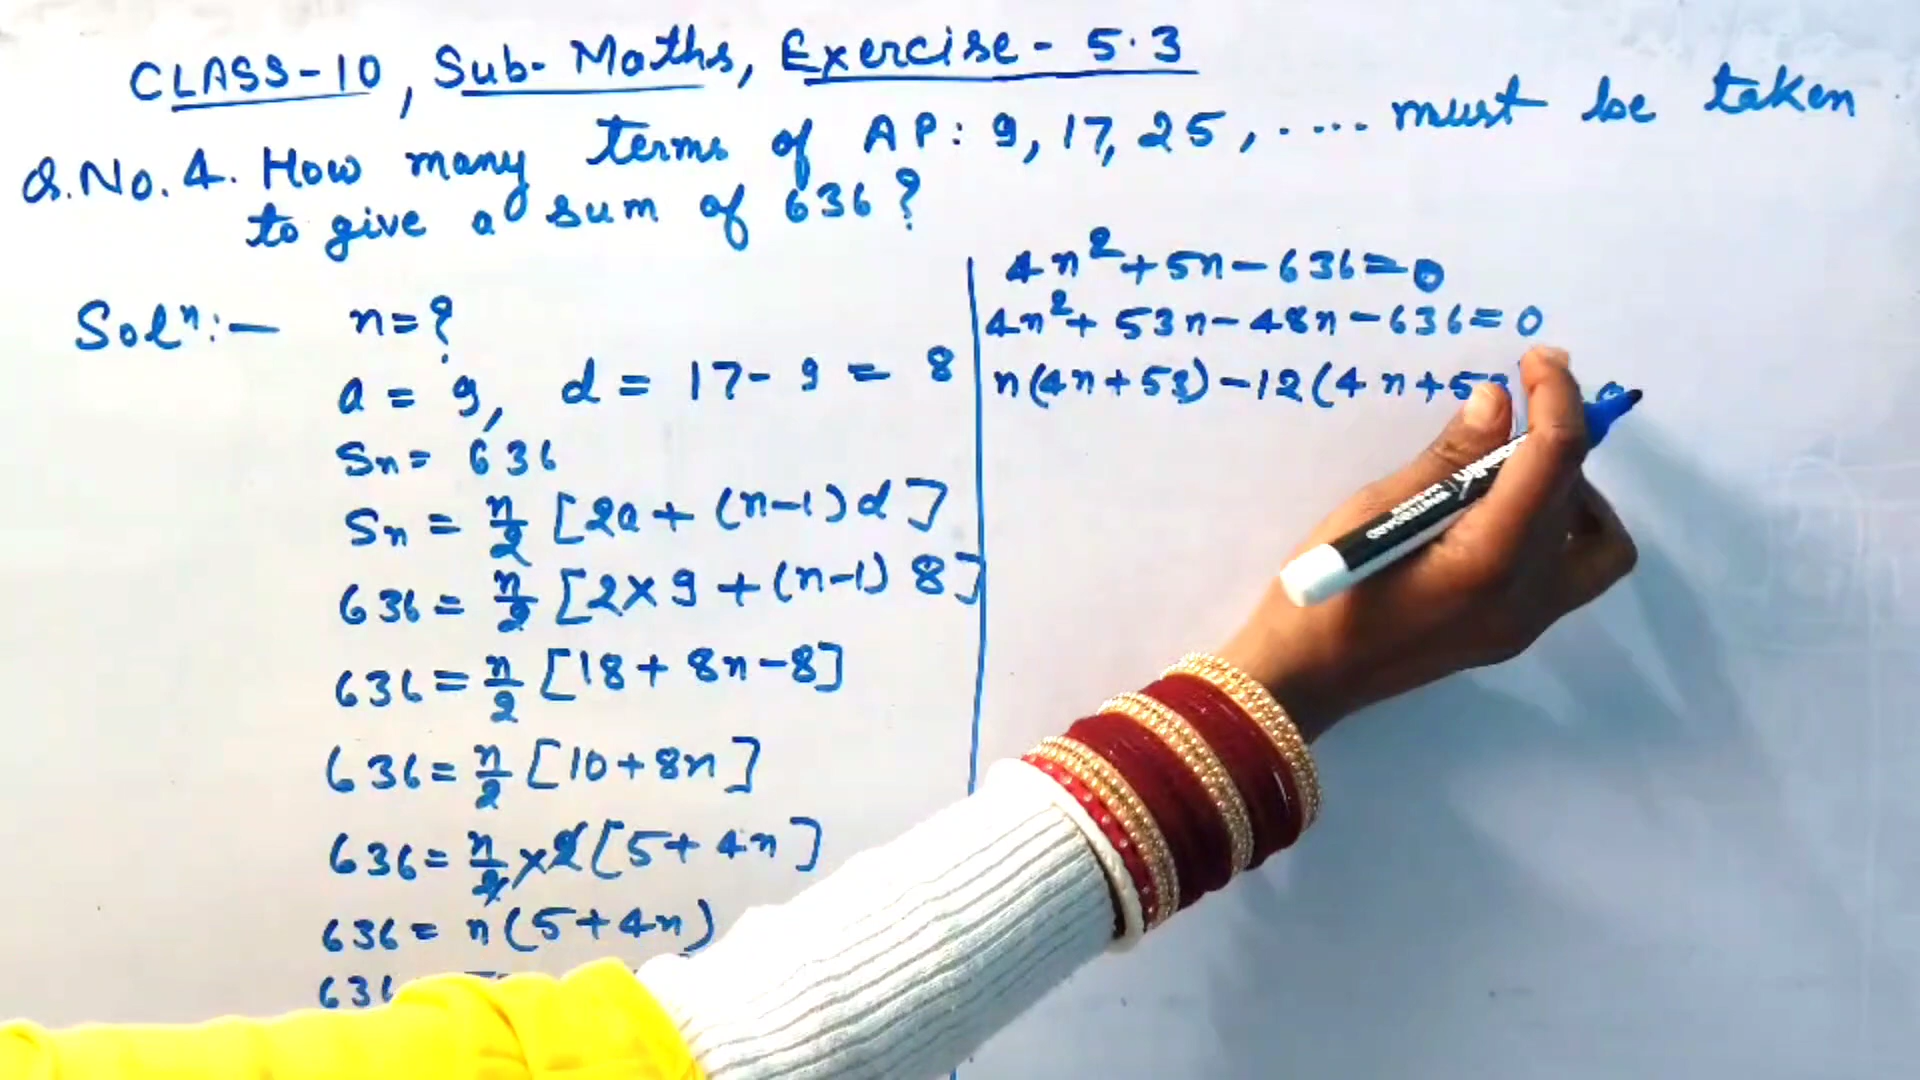 CLASS-10, Sub- Maths, Exercise - 5.3
Q.No.4. How many terms of AP: 9, 17, 25, .... must be taken
to give a sum of 636?
Solⁿ:— n=?
a = 9, d = 17-9 = 8
Sn= 636
Sn = n/2 [2a+(n-1)d]
636= n/2 [2×9+(n-1) 8]
636= n/2 [18+8n-8]
636= n/2 [10+8n]
636= n/2 ×2[5+4n]
636= n(5+4n)
636
4n²+5n-636=0
4n²+53n-48n-636=0
n(4n+53)-12(4n+5